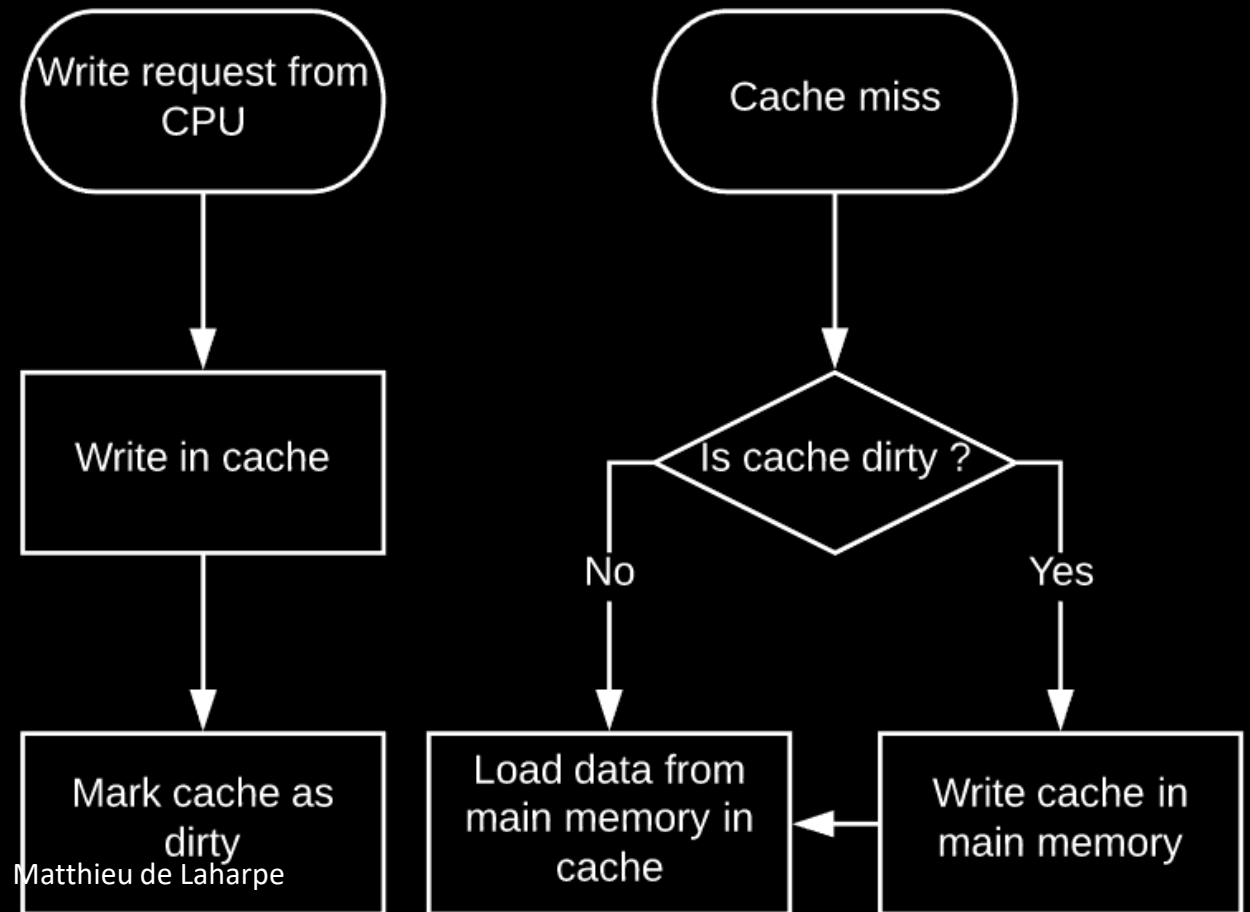 Write request from
CPU
Cache miss
Write in cache
Is cache dirty ?
No
Yes
Mark cache as
dirty
Load data from
main memory in
cache
Write cache in
main memory
Matthieu de Laharpe